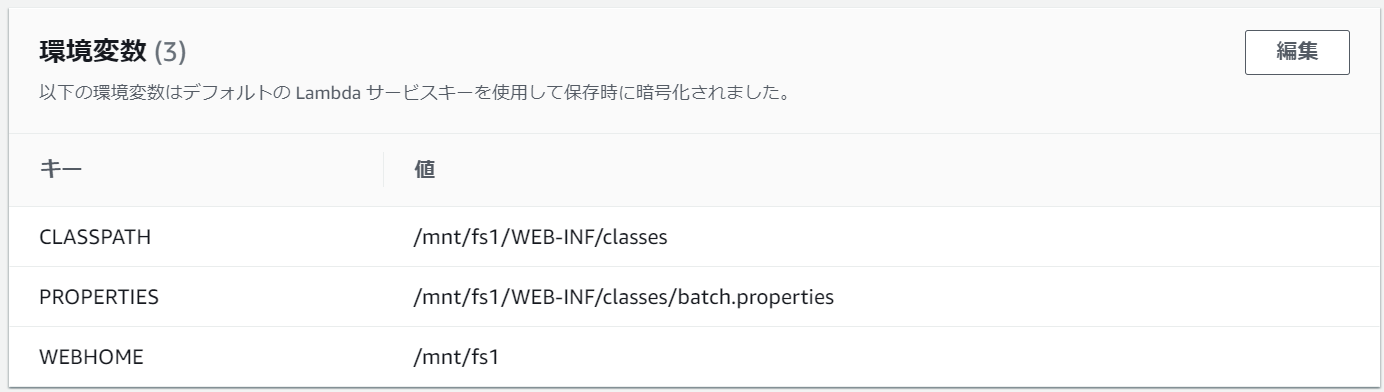 環境変数 (3)
編集
以下の環境変数はデフォルトの Lambda サービスキーを使用して保存時に暗号化されました。
キー 値
CLASSPATH /mnt/fs1/WEB-INF/classes
PROPERTIES /mnt/fs1/WEB-INF/classes/batch.properties
WEBHOME /mnt/fs1